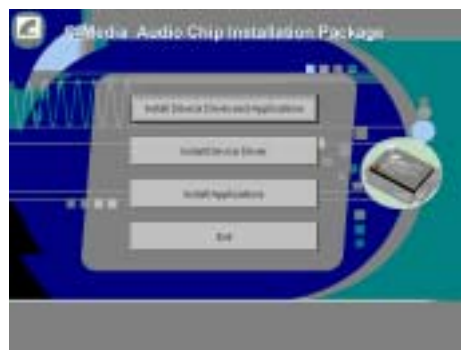 C-Media Audio Chip Installation Package
Install Device Driver and Applications
Install Device Driver
Install Applications
Exit